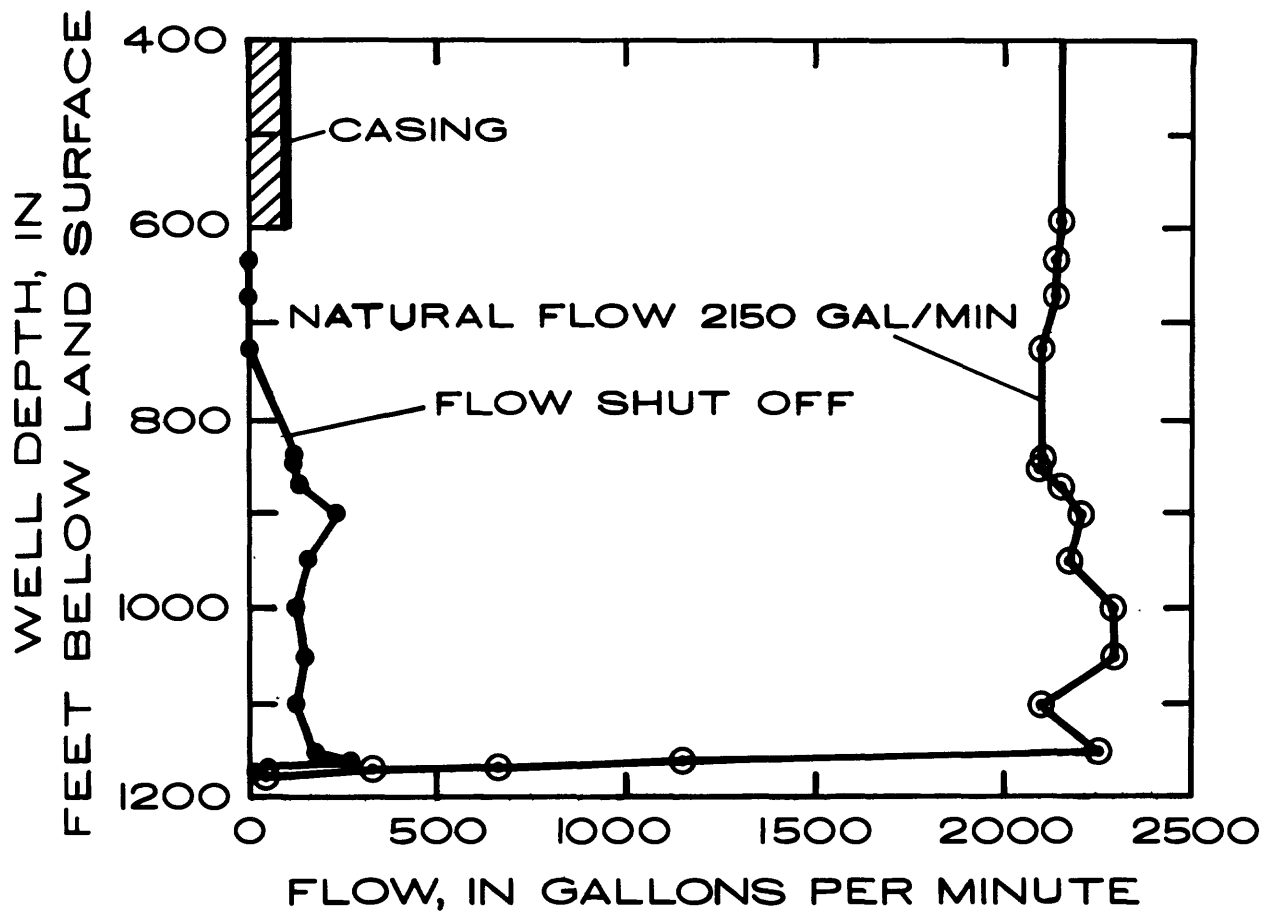 WELL DEPTH, IN
FEET BELOW LAND SURFACE
400
600
800
1000
1200
CASING
NATURAL FLOW 2150 GAL/MIN
FLOW SHUT OFF
0
500
1000
1500
2000
2500
FLOW, IN GALLONS PER MINUTE